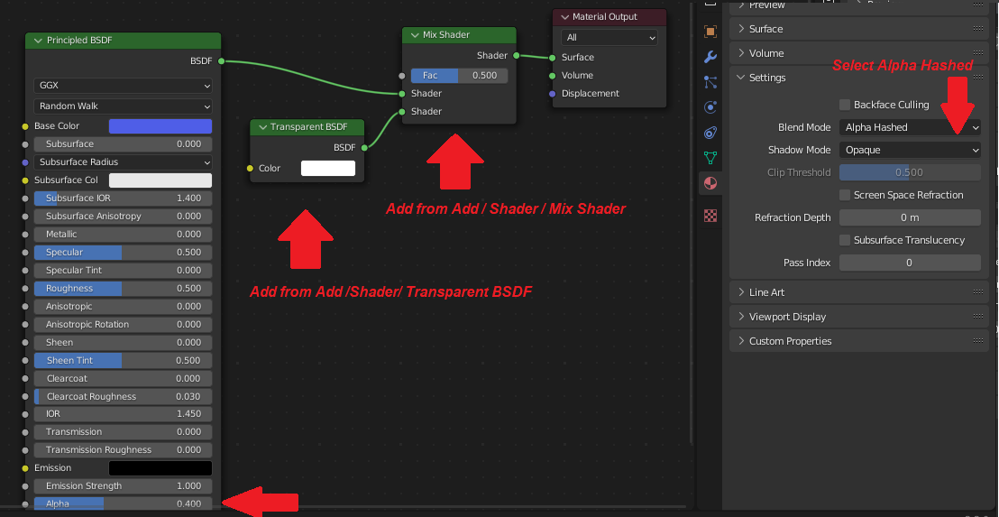 Principled BSDF
BSDF
GGX
Random Walk
Base Color
Subsurface 0.000
Subsurface Radius
Subsurface Col
Subsurface IOR 1.400
Subsurface Anisotropy 0.000
Metallic 0.000
Specular 0.500
Specular Tint 0.000
Roughness 0.500
Anisotropic 0.000
Anisotropic Rotation 0.000
Sheen 0.000
Sheen Tint 0.500
Clearcoat 0.000
Clearcoat Roughness 0.030
IOR 1.450
Transmission 0.000
Transmission Roughness 0.000
Emission
Emission Strength 1.000
Alpha 0.400
Transparent BSDF
BSDF
Color
Add from Add /Shader/ Transparent BSDF
Mix Shader
Shader
Fac 0.500
Shader
Shader
Add from Add / Shader / Mix Shader
Material Output
All
Surface
Volume
Displacement
Preview
Surface
Volume
Select Alpha Hashed
Settings
Backface Culling
Blend Mode Alpha Hashed
Shadow Mode Opaque
Clip Threshold 0.500
Screen Space Refraction
Refraction Depth 0 m
Subsurface Translucency
Pass Index 0
Line Art
Viewport Display
Custom Properties